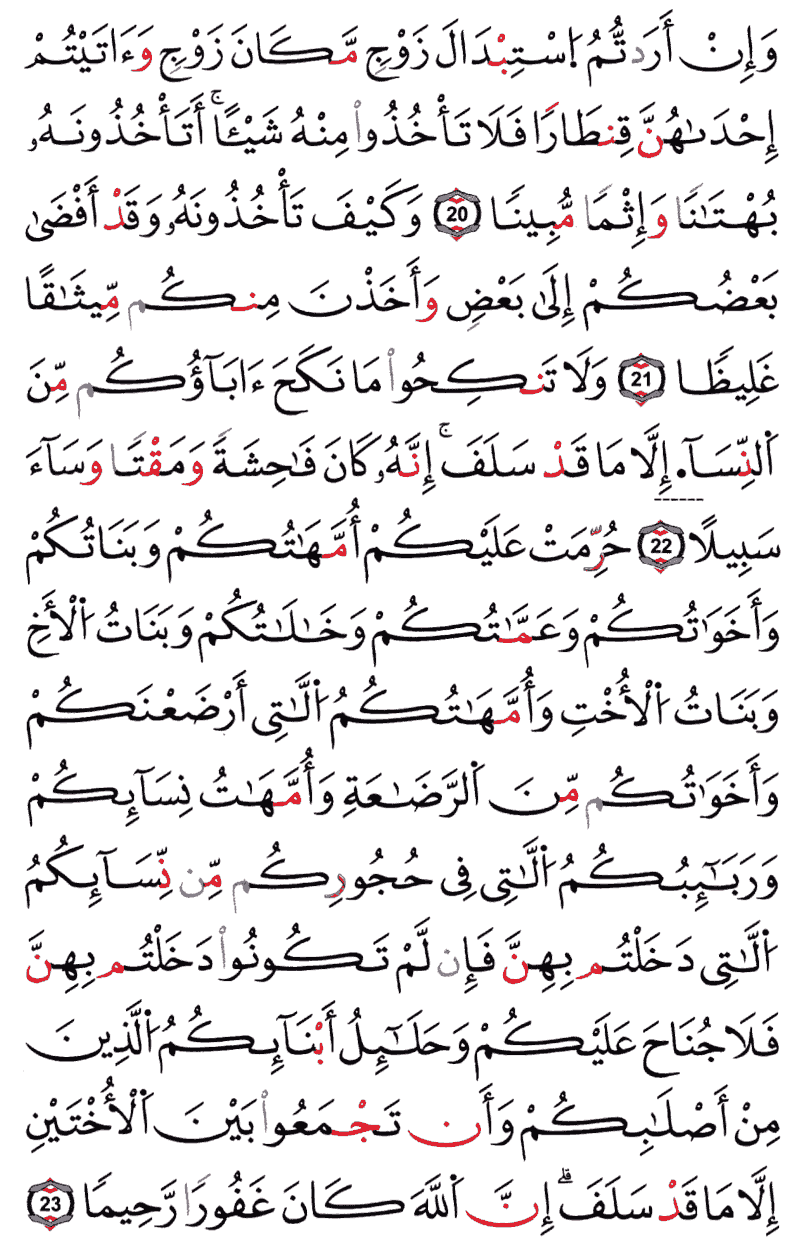 وَإِنْ أَرَدتُّمُ ٱسْتِبْدَالَ زَوْجٍ مَّكَانَ زَوْجٍ وَءَاتَيْتُمْ
إِحْدَىٰهُنَّ قِنطَارًا فَلَا تَأْخُذُوا۟ مِنْهُ شَيْـًٔا ۚ أَتَأْخُذُونَهُۥ
بُهْتَـٰنًا وَإِثْمًا مُّبِينًا 20 وَكَيْفَ تَأْخُذُونَهُۥ وَقَدْ أَفْضَىٰ
بَعْضُكُمْ إِلَىٰ بَعْضٍ وَأَخَذْنَ مِنكُم مِّيثَـٰقًا
غَلِيظًا 21 وَلَا تَنكِحُوا۟ مَا نَكَحَ ءَابَآؤُكُم مِّنَ
ٱلنِّسَآءِ إِلَّا مَا قَدْ سَلَفَ ۚ إِنَّهُۥ كَانَ فَـٰحِشَةً وَمَقْتًا وَسَآءَ
سَبِيلًا 22 حُرِّمَتْ عَلَيْكُمْ أُمَّهَـٰتُكُمْ وَبَنَاتُكُمْ
وَأَخَوَٰتُكُمْ وَعَمَّـٰتُكُمْ وَخَـٰلَـٰتُكُمْ وَبَنَاتُ ٱلْأَخِ
وَبَنَاتُ ٱلْأُخْتِ وَأُمَّهَـٰتُكُمُ ٱلَّـٰتِى أَرْضَعْنَكُمْ
وَأَخَوَٰتُكُم مِّنَ ٱلرَّضَـٰعَةِ وَأُمَّهَـٰتُ نِسَآئِكُمْ
وَرَبَـٰٓئِبُكُمُ ٱلَّـٰتِى فِى حُجُورِكُم مِّن نِّسَآئِكُمُ
ٱلَّـٰتِى دَخَلْتُم بِهِنَّ فَإِن لَّمْ تَكُونُوا۟ دَخَلْتُم بِهِنَّ
فَلَا جُنَاحَ عَلَيْكُمْ وَحَلَـٰٓئِلُ أَبْنَآئِكُمُ ٱلَّذِينَ
مِنْ أَصْلَـٰبِكُمْ وَأَن تَجْمَعُوا۟ بَيْنَ ٱلْأُخْتَيْنِ
إِلَّا مَا قَدْ سَلَفَ ۗ إِنَّ ٱللَّهَ كَانَ غَفُورًا رَّحِيمًا 23